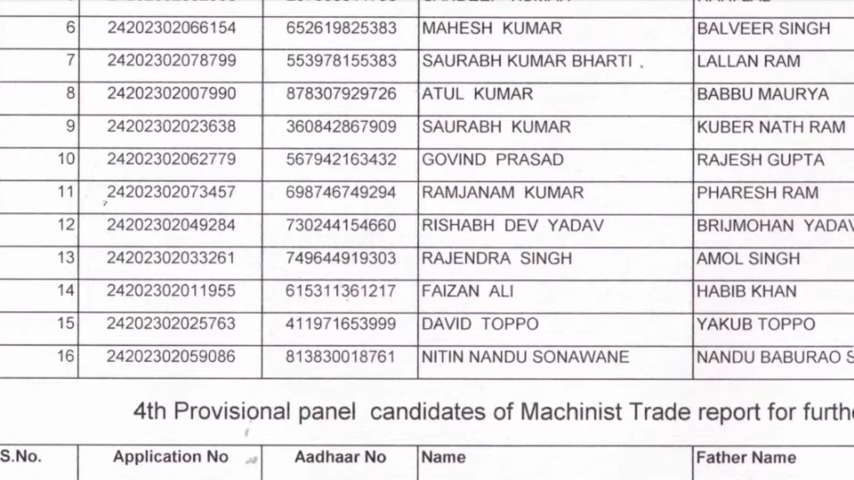 6 24202302066154 652619825383 MAHESH KUMAR BALVEER SINGH
7 24202302078799 553978155383 SAURABH KUMAR BHARTI . LALLAN RAM
8 24202302007990 878307929726 ATUL KUMAR BABBU MAURYA
9 24202302023638 360842867909 SAURABH KUMAR KUBER NATH RAM
10 24202302062779 567942163432 GOVIND PRASAD RAJESH GUPTA
11 24202302073457 698746749294 RAMJANAM KUMAR PHARESH RAM
12 24202302049284 730244154660 RISHABH DEV YADAV BRIJMOHAN YADAV
13 24202302033261 749644919303 RAJENDRA SINGH AMOL SINGH
14 24202302011955 615311361217 FAIZAN ALI HABIB KHAN
15 24202302025763 411971653999 DAVID TOPPO YAKUB TOPPO
16 24202302059086 813830018761 NITIN NANDU SONAWANE NANDU BABURAO S
4th Provisional panel candidates of Machinist Trade report for furthe
S.No. Application No Aadhaar No Name Father Name